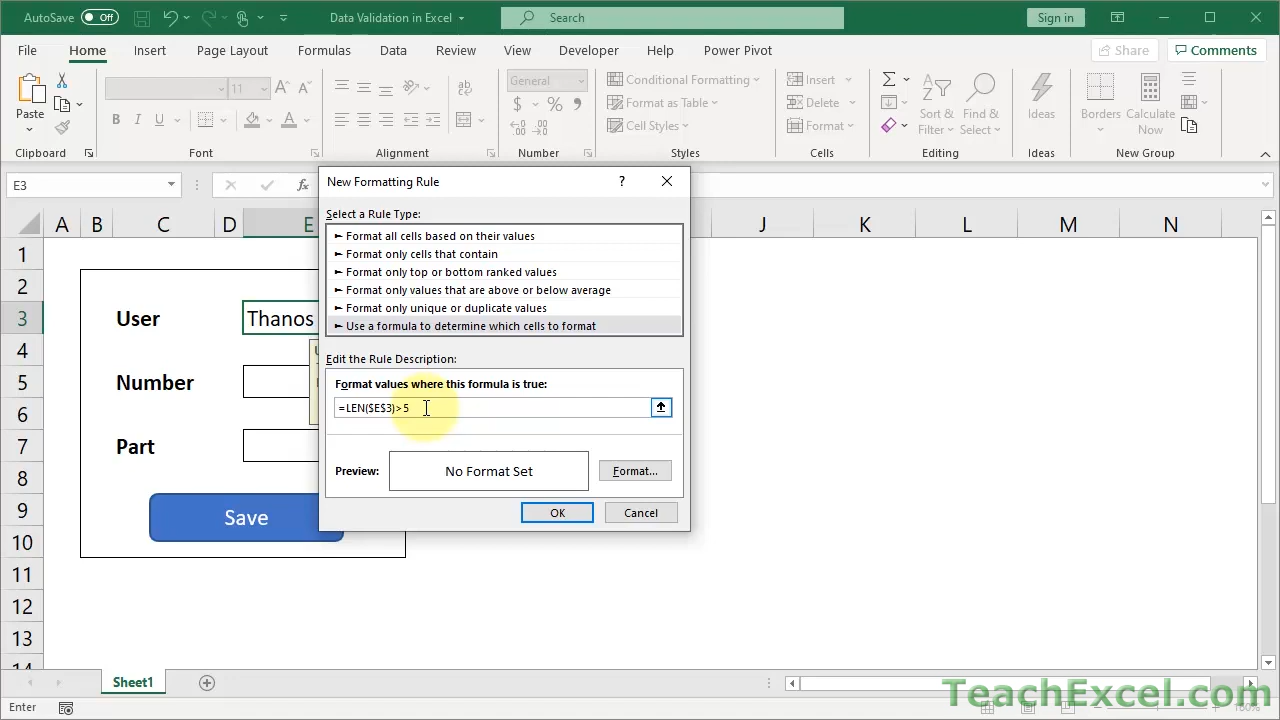 AutoSave Off Data Validation in Excel Search Sign in
File Home Insert Page Layout Formulas Data Review View Developer Help Power Pivot Share Comments
Paste
11
B I U A
General
$ % 9
Conditional Formatting
Format as Table
Cell Styles
Insert
Delete
Format
Sort & Filter
Find & Select
Ideas
Borders
Calculate Now
Clipboard Font Alignment Number Styles Cells Editing Ideas New Group
E3 fx
New Formatting Rule ?
Select a Rule Type:
► Format all cells based on their values
► Format only cells that contain
► Format only top or bottom ranked values
► Format only values that are above or below average
► Format only unique or duplicate values
► Use a formula to determine which cells to format
Edit the Rule Description:
Format values where this formula is true:
=LEN($E$3)>5
Preview: No Format Set Format...
OK Cancel
A B C D E J K L M N
1
2
3 User Thanos
4
5 Number
6
7 Part
8
9 Save
10
11
12
13
14
Sheet1
Enter
100%
TeachExcel.com